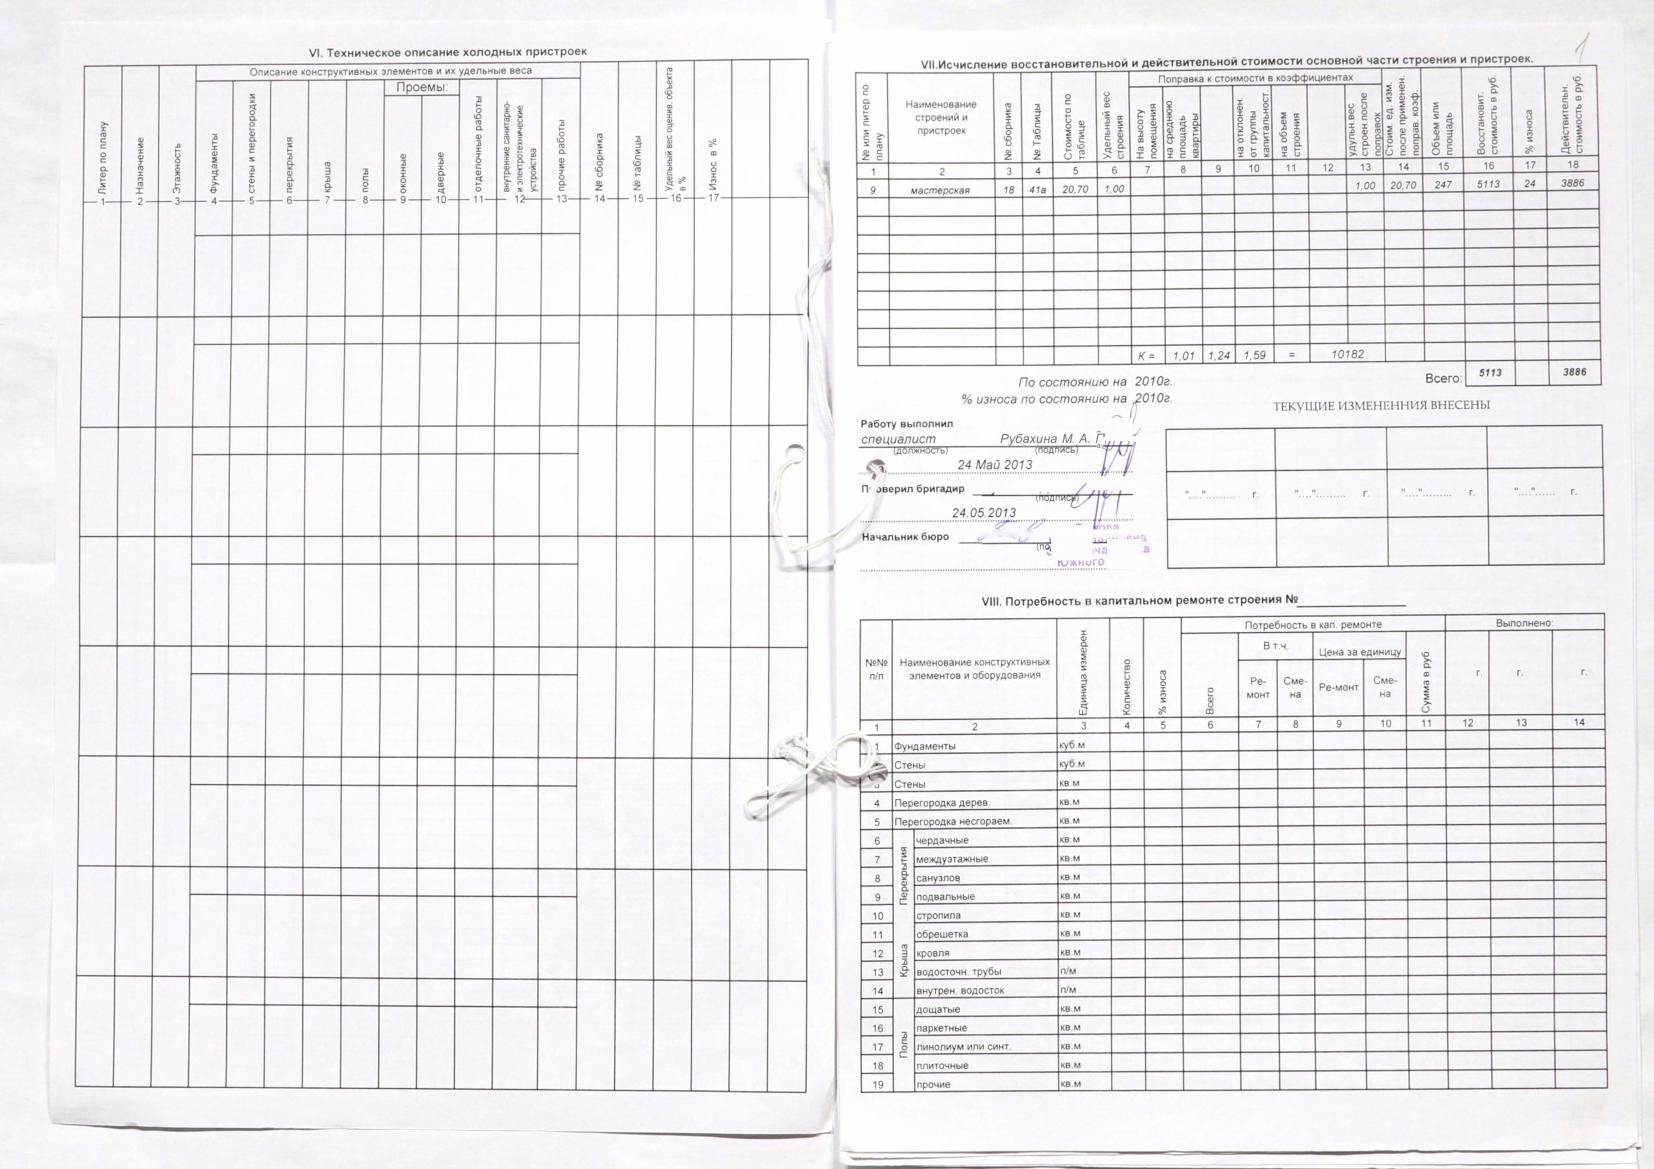 VI. Техническое описание холодных пристроек
Описание конструктивных элементов и их удельные веса
Проемы:
Литер по плану
Назначение
Этажность
Фундаменты
стены и перегородки
перекрытия
крыша
полы
оконные
дверные
отделочные работы
внутренние санитарно-
и электротехнические
устройства
прочие работы
№ сборника
№ таблицы
Удельный вес оценив. объекта
в %
Износ в %
1 2 3 4 5 6 7 8 9 10 11 12 13 14 15 16 17
1
VII.Исчисление восстановительной и действительной стоимости основной части строения и пристроек.
№ или литер по
плану
Наименование
строений и
пристроек
№ сборника
№ Таблицы
Стоимосто по
таблице
Удельный вес
строения
Поправка к стоимости в коэффициентах
На высоту
помещения
на среднюю
площадь
квартиры
на отклонен.
от группы
капитальност.
на объем
строения
удульн.вес
строен.после
поправок
Стоим. ед. изм.
после применен.
поправ. коэф.
Объем или
площадь
Восстановит.
стоимость в руб.
% износа
Действительн.
стоимость в руб.
1 2 3 4 5 6 7 8 9 10 11 12 13 14 15 16 17 18
9 мастерская 18 41а 20,70 1,00 1,00 20,70 247 5113 24 3886
К = 1,01 1,24 1,59 = 10182
Всего: 5113 3886
По состоянию на 2010г.
% износа по состоянию на 2010г.
ТЕКУЩИЕ ИЗМЕНЕННИЯ ВНЕСЕНЫ
Работу выполнил
специалист Рубахина М. А. Г.
(должность) (подпись)
24 Май 2013
"....".......... г. "....".......... г. "....".......... г. "...."....... г.
бригадир
(подпись)
24.05.2013
Начальник бюро
Южного
VIII. Потребность в капитальном ремонте строения №
№№
п/п
Наименование конструктивных
элементов и оборудования
Единица измерен.
Количество
% износа
Потребность в кап. ремонте
Всего
В т.ч.
Ре-
монт
Сме-
на
Цена за единицу
Ре-монт
Сме-
на
Сумма в руб.
Выполнено:
г. г. г.
1 2 3 4 5 6 7 8 9 10 11 12 13 14
1 Фундаменты куб.м
Стены куб.м
3 Стены кв.м
4 Перегородка дерев. кв.м
5 Перегородка несгораем. кв.м
Перекрытия
6 чердачные кв.м
7 междуэтажные кв.м
8 санузлов кв.м
9 подвальные кв.м
Крыша
10 стропила кв.м
11 обрешетка кв.м
12 кровля кв.м
13 водосточн. трубы п/м
14 внутрен. водосток п/м
Полы
15 дощатые кв.м
16 паркетные кв.м
17 линолиум или синт. кв.м
18 плиточные кв.м
19 прочие кв.м